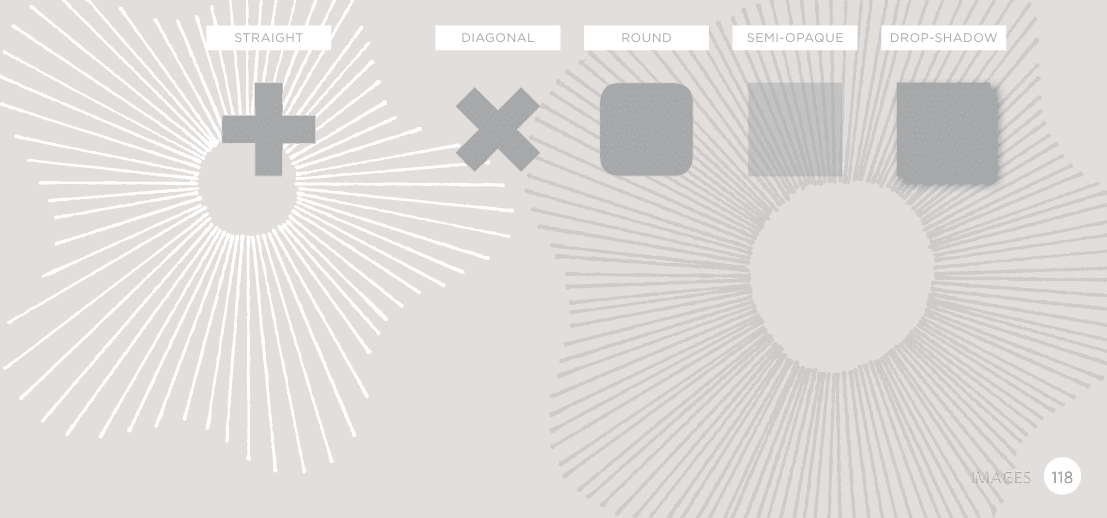 STRAIGHT
DIAGONAL
ROUND
SEMI-OPAQUE
DROP-SHADOW
IMAGES 118